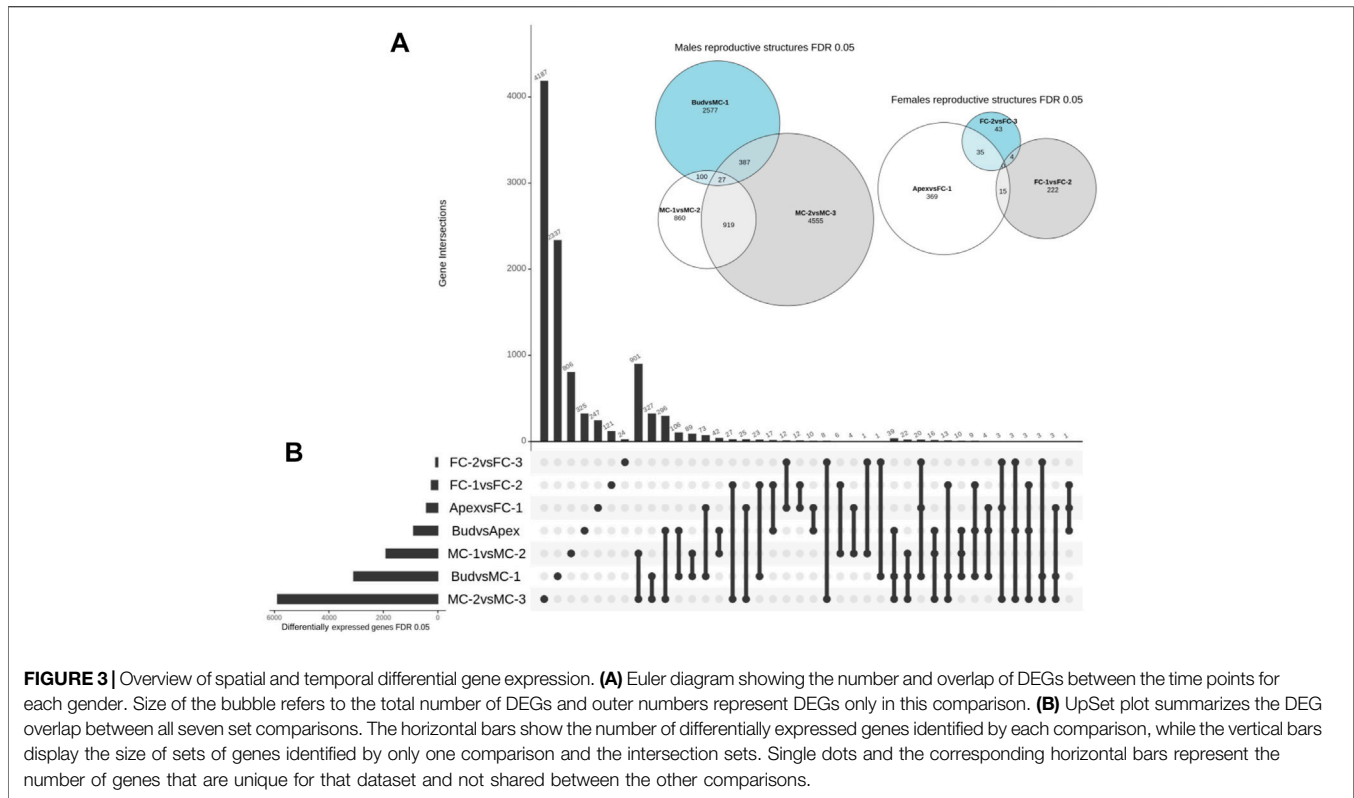 A
Males reproductive structures FDR 0.05
BudvsMC-1
2577
387
100
27
MC-1vsMC-2
860
919
MC-2vsMC-3
4555
Females reproductive structures FDR 0.05
FC-2vsFC-3
43
35
4
0
ApexvsFC-1
369
15
FC-1vsFC-2
222
Gene Intersections
4000
3000
2000
1000
0
4187 2337 806 325 247 121 24 901 327 296 106 89 73 42 27 25 23 17 12 12 10 8 6 4 1 1 39 22 20 16 13 10 9 4 3 3 3 3 3 1
B
FC-2vsFC-3
FC-1vsFC-2
ApexvsFC-1
BudvsApex
MC-1vsMC-2
BudvsMC-1
MC-2vsMC-3
6000 4000 2000 0
Differentially expressed genes FDR 0.05
FIGURE 3 | Overview of spatial and temporal differential gene expression. (A) Euler diagram showing the number and overlap of DEGs between the time points for
each gender. Size of the bubble refers to the total number of DEGs and outer numbers represent DEGs only in this comparison. (B) UpSet plot summarizes the DEG
overlap between all seven set comparisons. The horizontal bars show the number of differentially expressed genes identified by each comparison, while the vertical bars
display the size of sets of genes identified by only one comparison and the intersection sets. Single dots and the corresponding horizontal bars represent the
number of genes that are unique for that dataset and not shared between the other comparisons.